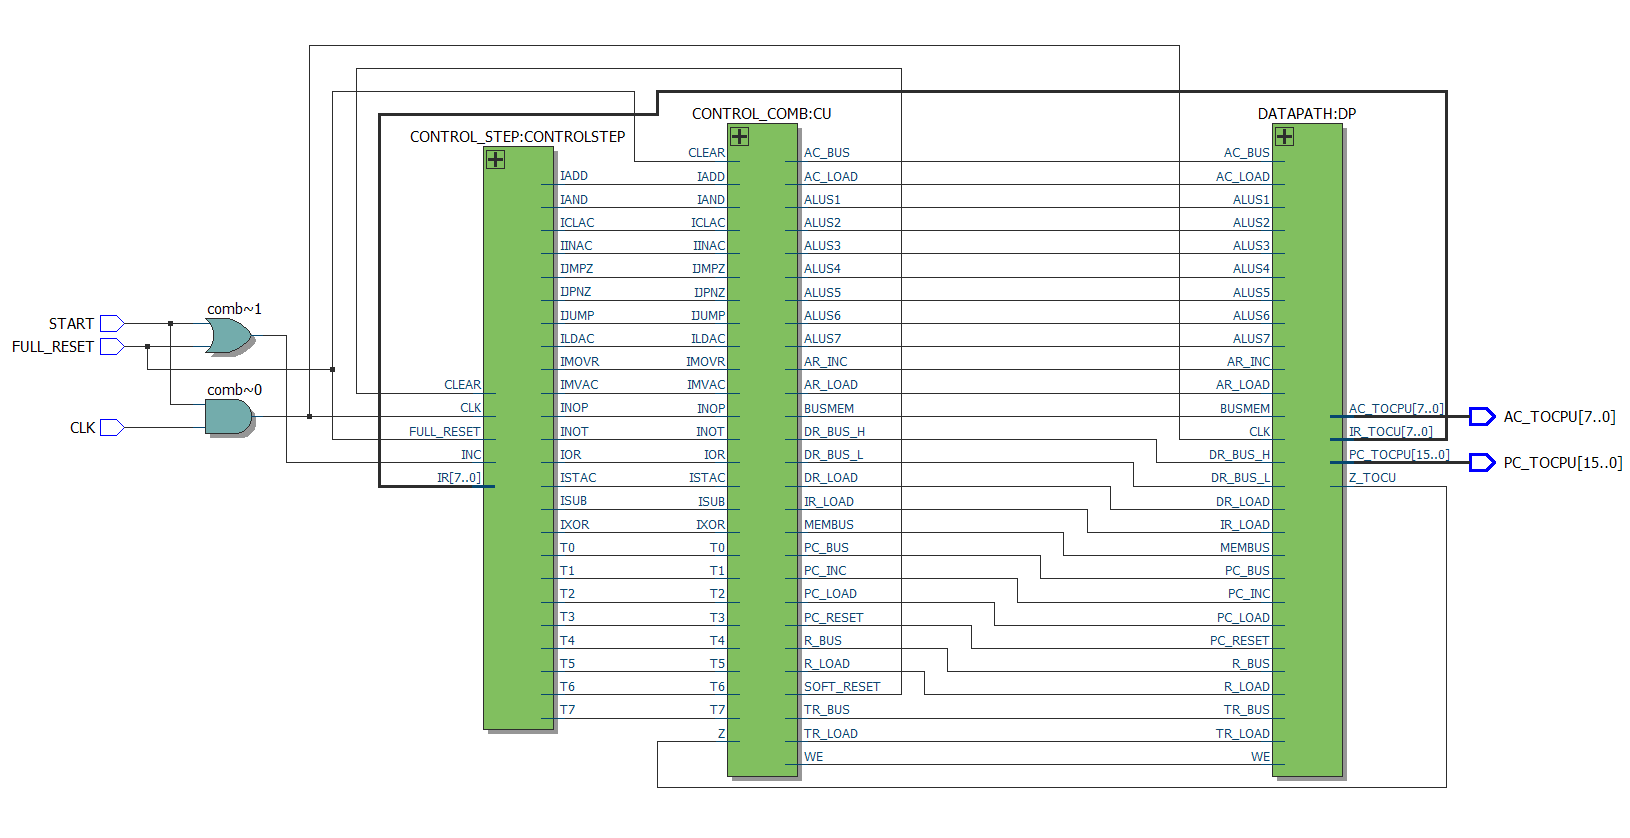 CONTROL_COMB:CU
DATAPATH:DP
CONTROL_STEP:CONTROLSTEP
START
FULL_RESET
CLK
comb~1
comb~0
CLEAR
CLK
FULL_RESET
INC
IR[7..0]
IADD
IAND
ICLAC
IINAC
IJMPZ
IJPNZ
IJUMP
ILDAC
IMOVR
IMVAC
INOP
INOT
IOR
ISTAC
ISUB
IXOR
T0
T1
T2
T3
T4
T5
T6
T7
CLEAR
IADD
IAND
ICLAC
IINAC
IJMPZ
IJPNZ
IJUMP
ILDAC
IMOVR
IMVAC
INOP
INOT
IOR
ISTAC
ISUB
IXOR
T0
T1
T2
T3
T4
T5
T6
T7
Z
AC_BUS
AC_LOAD
ALUS1
ALUS2
ALUS3
ALUS4
ALUS5
ALUS6
ALUS7
AR_INC
AR_LOAD
BUSMEM
DR_BUS_H
DR_BUS_L
DR_LOAD
IR_LOAD
MEMBUS
PC_BUS
PC_INC
PC_LOAD
PC_RESET
R_BUS
R_LOAD
SOFT_RESET
TR_BUS
TR_LOAD
WE
AC_BUS
AC_LOAD
ALUS1
ALUS2
ALUS3
ALUS4
ALUS5
ALUS6
ALUS7
AR_INC
AR_LOAD
BUSMEM
CLK
DR_BUS_H
DR_BUS_L
DR_LOAD
IR_LOAD
MEMBUS
PC_BUS
PC_INC
PC_LOAD
PC_RESET
R_BUS
R_LOAD
TR_BUS
TR_LOAD
WE
AC_TOCPU[7..0]
IR_TOCU[7..0]
PC_TOCPU[15..0]
Z_TOCU
AC_TOCPU[7..0]
PC_TOCPU[15..0]